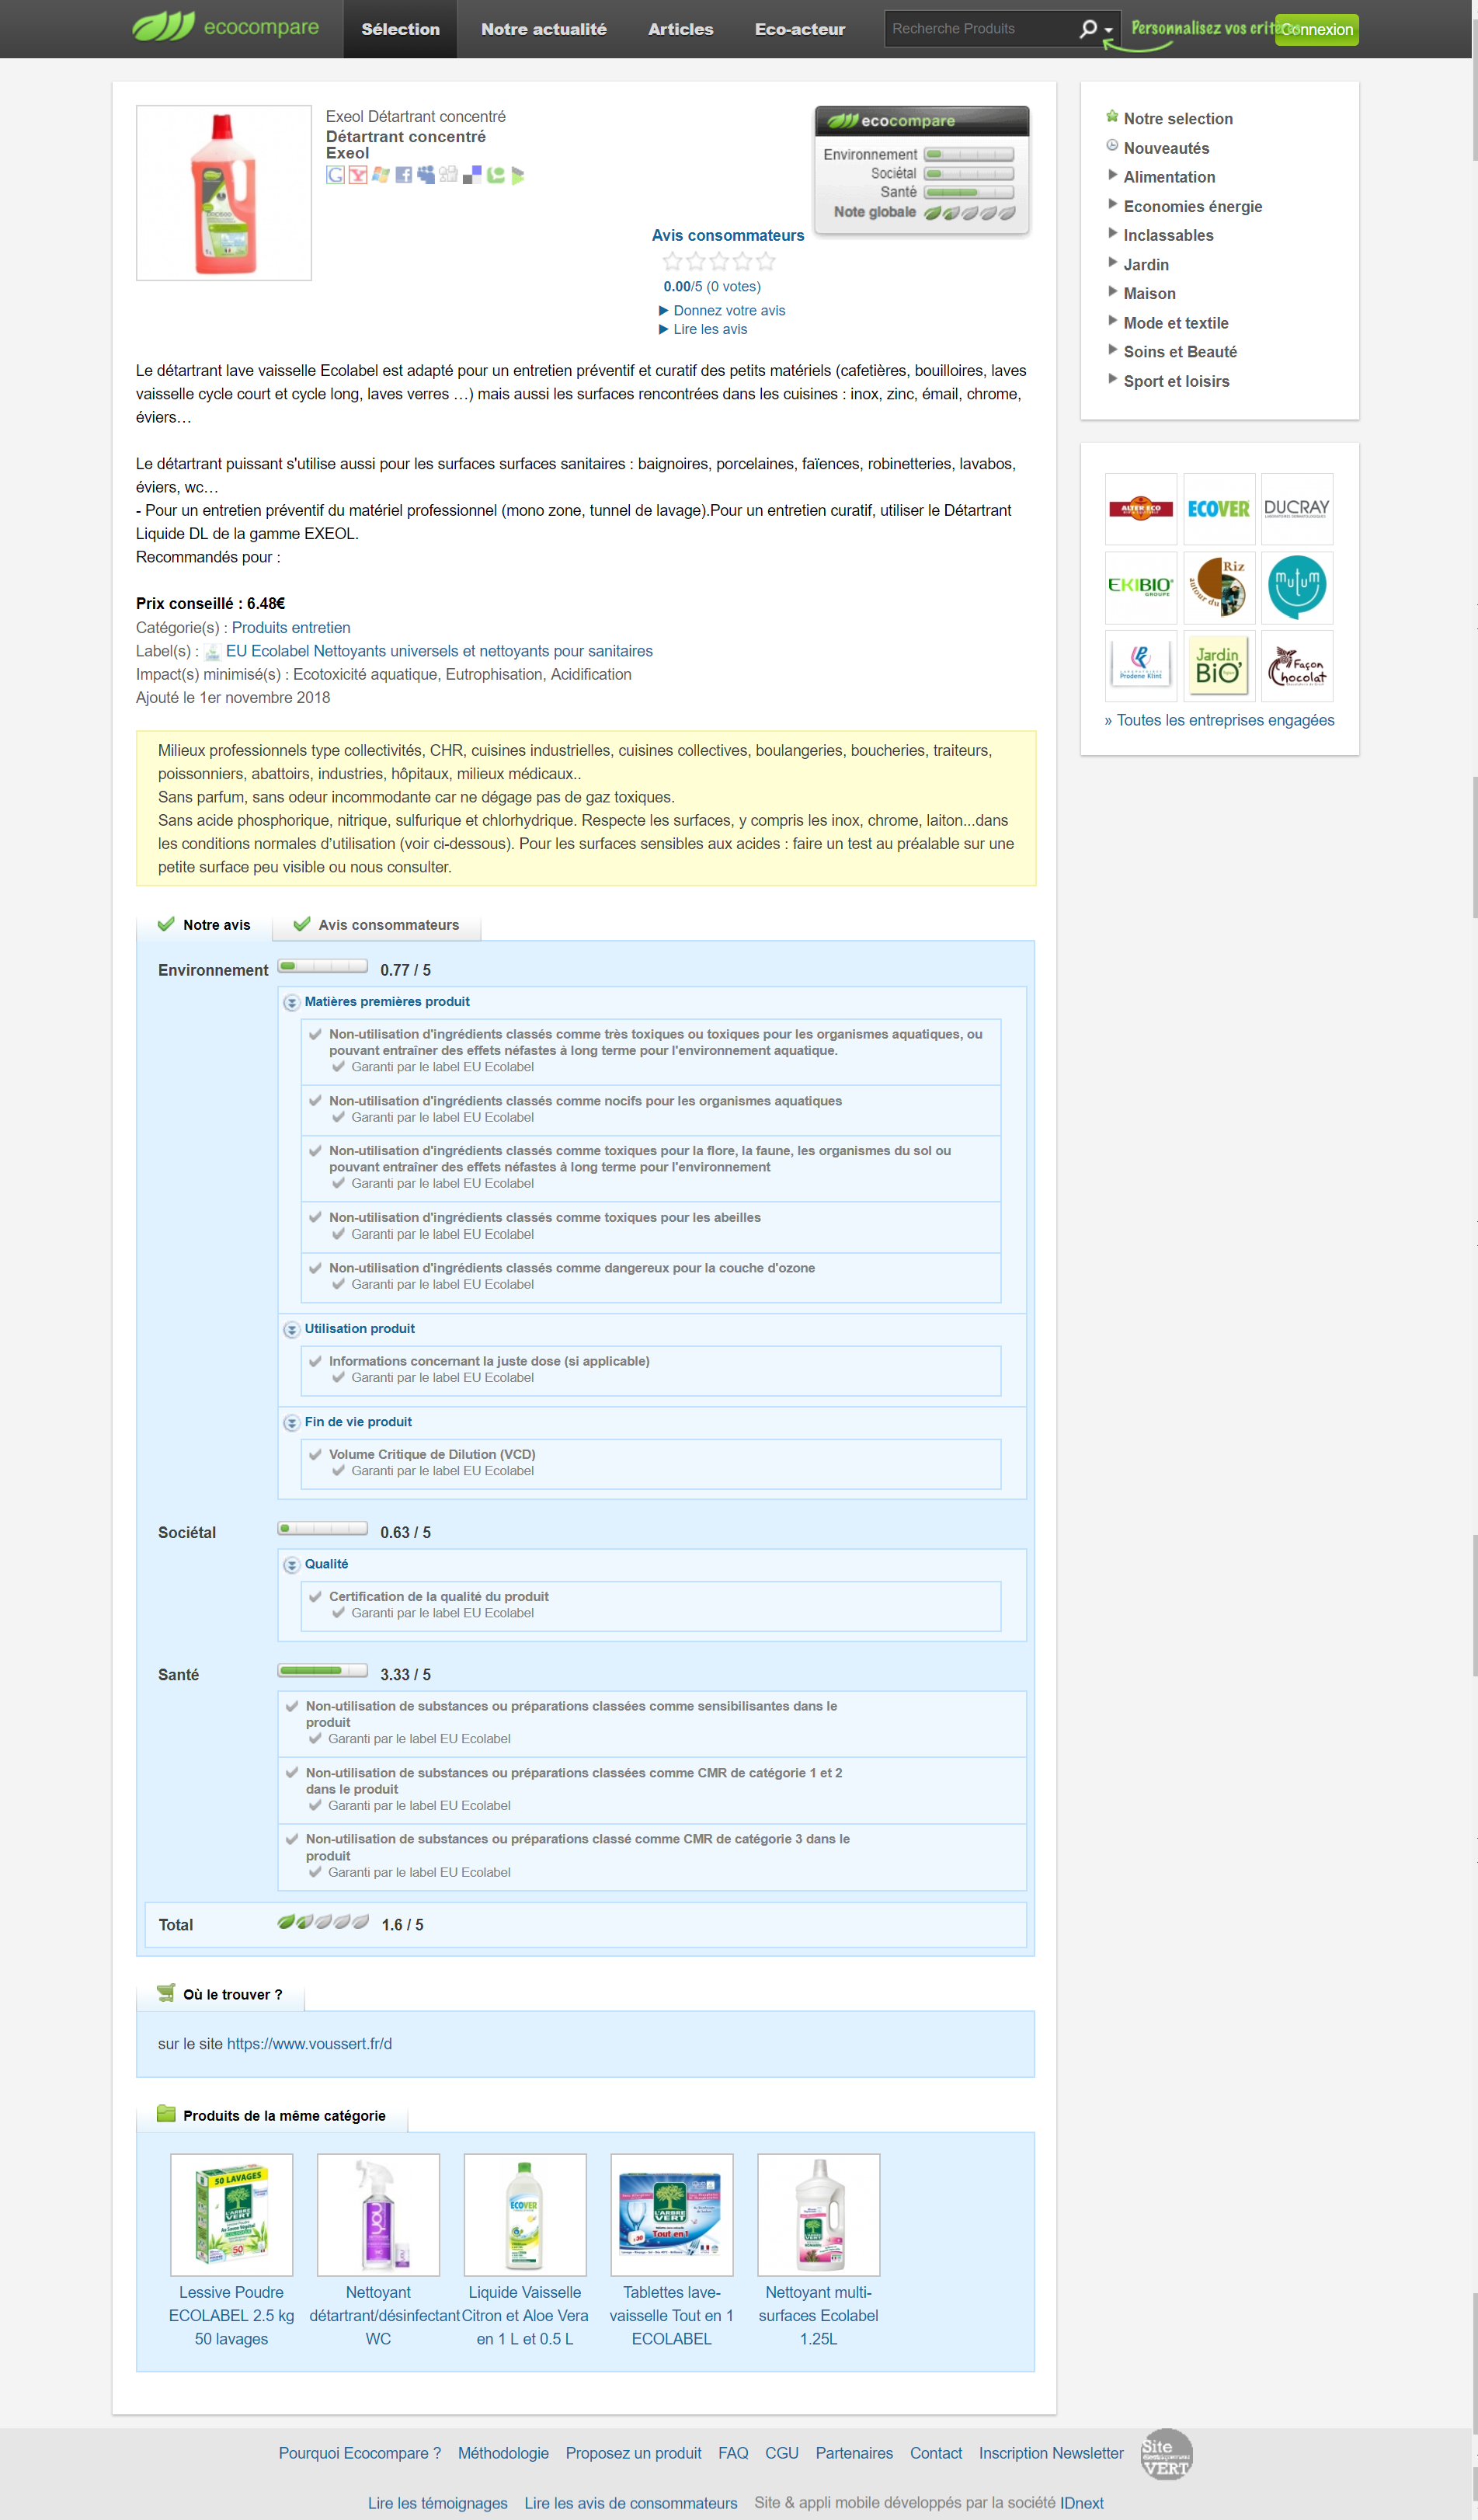 ecocompare
Sélection
Notre actualité
Articles
Eco-acteur
Recherche Produits
Personnalisez vos critères
Connexion
Exeol Détartrant concentré
Détartrant concentré
Exeol
ecocompare
Environnement
Sociétal
Santé
Note globale
Avis consommateurs
0.00/5 (0 votes)
Donnez votre avis
Lire les avis
Le détartrant lave vaisselle Ecolabel est adapté pour un entretien préventif et curatif des petits matériels (cafetières, bouilloires, laves
vaisselle cycle court et cycle long, laves verres …) mais aussi les surfaces rencontrées dans les cuisines : inox, zinc, émail, chrome,
éviers…
Le détartrant puissant s'utilise aussi pour les surfaces surfaces sanitaires : baignoires, porcelaines, faïences, robinetteries, lavabos,
éviers, wc…
- Pour un entretien préventif du matériel professionnel (mono zone, tunnel de lavage).Pour un entretien curatif, utiliser le Détartrant
Liquide DL de la gamme EXEOL.
Recommandés pour :
Prix conseillé : 6.48€
Catégorie(s) : Produits entretien
Label(s) : EU Ecolabel Nettoyants universels et nettoyants pour sanitaires
Impact(s) minimisé(s) : Ecotoxicité aquatique, Eutrophisation, Acidification
Ajouté le 1er novembre 2018
Milieux professionnels type collectivités, CHR, cuisines industrielles, cuisines collectives, boulangeries, boucheries, traiteurs,
poissonniers, abattoirs, industries, hôpitaux, milieux médicaux..
Sans parfum, sans odeur incommodante car ne dégage pas de gaz toxiques.
Sans acide phosphorique, nitrique, sulfurique et chlorhydrique. Respecte les surfaces, y compris les inox, chrome, laiton...dans
les conditions normales d'utilisation (voir ci-dessous). Pour les surfaces sensibles aux acides : faire un test au préalable sur une
petite surface peu visible ou nous consulter.
Notre avis
Avis consommateurs
Environnement 0.77 / 5
Matières premières produit
Non-utilisation d'ingrédients classés comme très toxiques ou toxiques pour les organismes aquatiques, ou
pouvant entraîner des effets néfastes à long terme pour l'environnement aquatique.
Garanti par le label EU Ecolabel
Non-utilisation d'ingrédients classés comme nocifs pour les organismes aquatiques
Garanti par le label EU Ecolabel
Non-utilisation d'ingrédients classés comme toxiques pour la flore, la faune, les organismes du sol ou
pouvant entraîner des effets néfastes à long terme pour l'environnement
Garanti par le label EU Ecolabel
Non-utilisation d'ingrédients classés comme toxiques pour les abeilles
Garanti par le label EU Ecolabel
Non-utilisation d'ingrédients classés comme dangereux pour la couche d'ozone
Garanti par le label EU Ecolabel
Utilisation produit
Informations concernant la juste dose (si applicable)
Garanti par le label EU Ecolabel
Fin de vie produit
Volume Critique de Dilution (VCD)
Garanti par le label EU Ecolabel
Sociétal 0.63 / 5
Qualité
Certification de la qualité du produit
Garanti par le label EU Ecolabel
Santé 3.33 / 5
Non-utilisation de substances ou préparations classées comme sensibilisantes dans le
produit
Garanti par le label EU Ecolabel
Non-utilisation de substances ou préparations classées comme CMR de catégorie 1 et 2
dans le produit
Garanti par le label EU Ecolabel
Non-utilisation de substances ou préparations classé comme CMR de catégorie 3 dans le
produit
Garanti par le label EU Ecolabel
Total 1.6 / 5
Où le trouver ?
sur le site https://www.voussert.fr/d
Produits de la même catégorie
50 LAVAGES
L'ARBRE VERT
50
you
ECOVER
L'ARBRE VERT
Tout en 1
Lessive Poudre
ECOLABEL 2.5 kg
50 lavages
Nettoyant
détartrant/désinfectant
WC
Liquide Vaisselle
Citron et Aloe Vera
en 1 L et 0.5 L
Tablettes lave-
vaisselle Tout en 1
ECOLABEL
Nettoyant multi-
surfaces Ecolabel
1.25L
Notre selection
Nouveautés
Alimentation
Economies énergie
Inclassables
Jardin
Maison
Mode et textile
Soins et Beauté
Sport et loisirs
ALTER ECO
ECOVER
DUCRAY
LABORATOIRES DERMATOLOGIQUES
EKIBIO
GROUPE
autour du Riz
mutum
Prodene Klint
Jardin
BiO'
Façon
Chocolat
» Toutes les entreprises engagées
Pourquoi Ecocompare ? Méthodologie Proposez un produit FAQ CGU Partenaires Contact Inscription Newsletter
Site
VERT
Lire les témoignages Lire les avis de consommateurs Site & appli mobile développés par la société IDnext